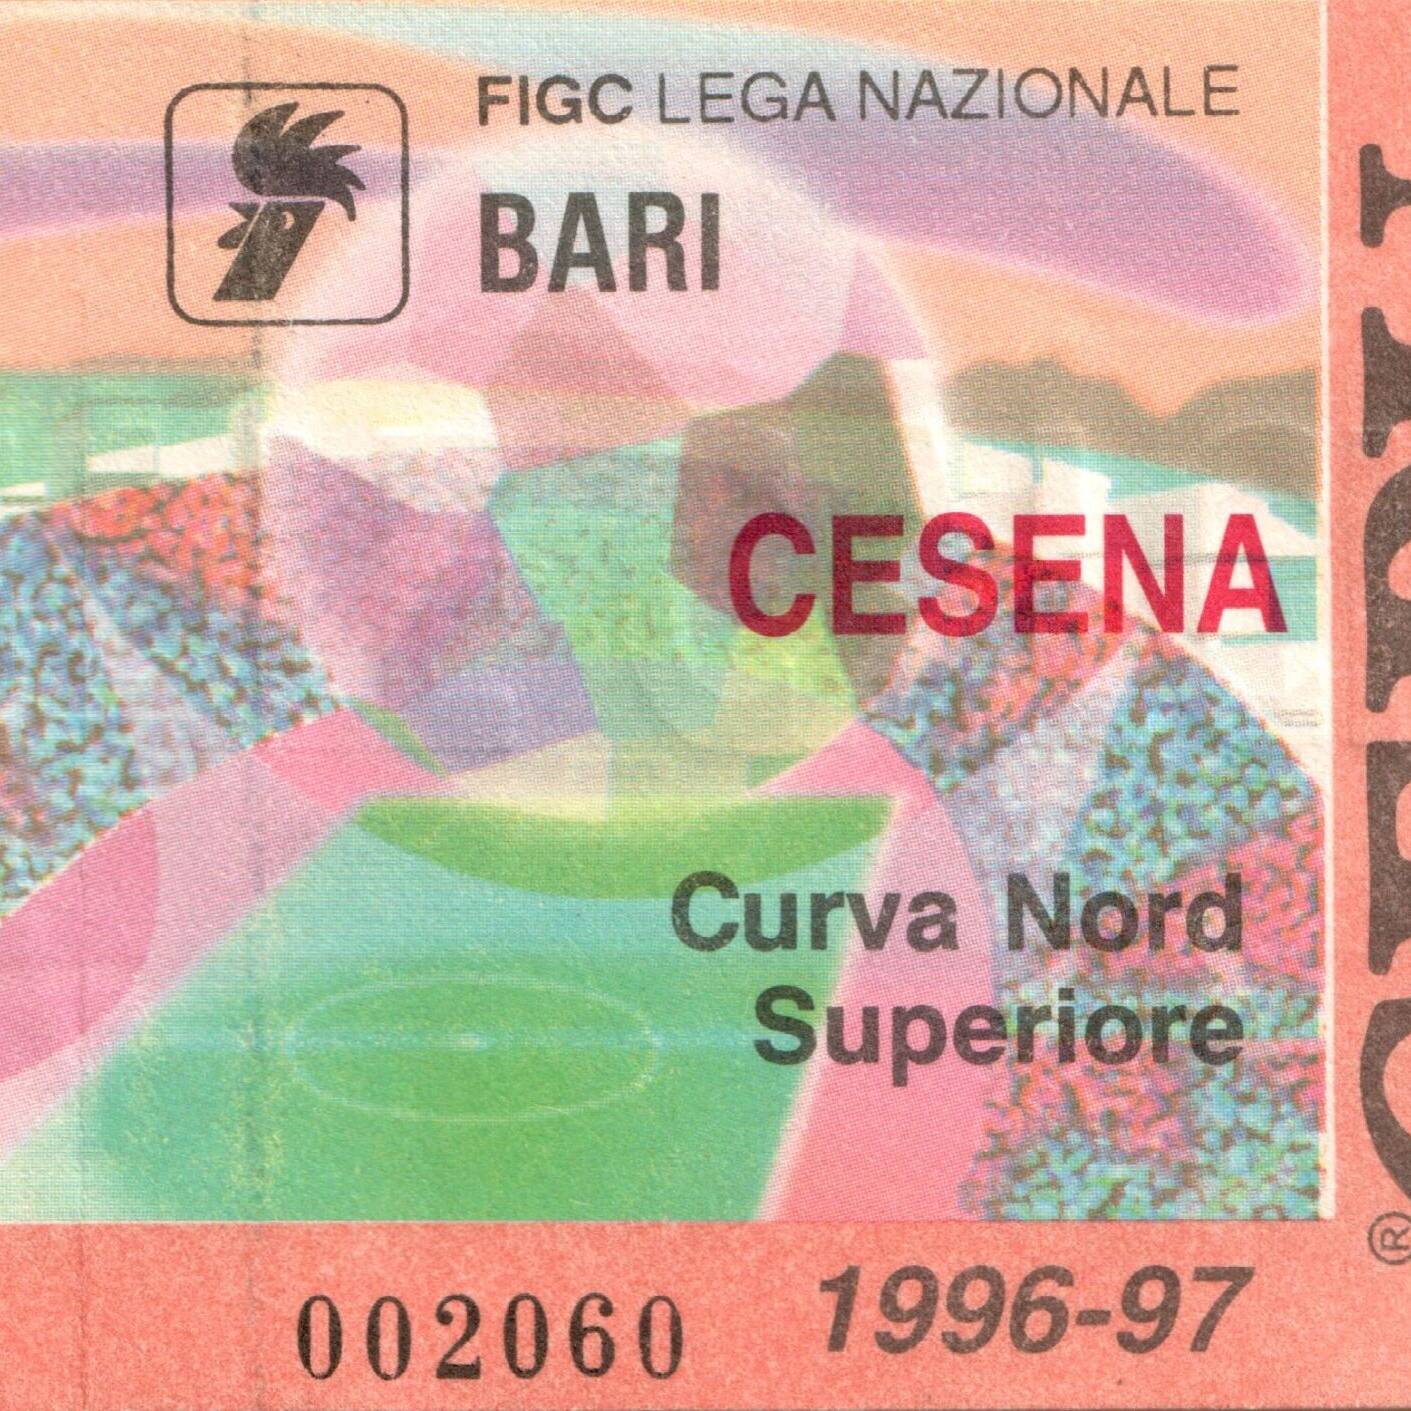 FIGC LEGA NAZIONALE
BARI
CESENA
Curva Nord
Superiore
002060
1996-97
®